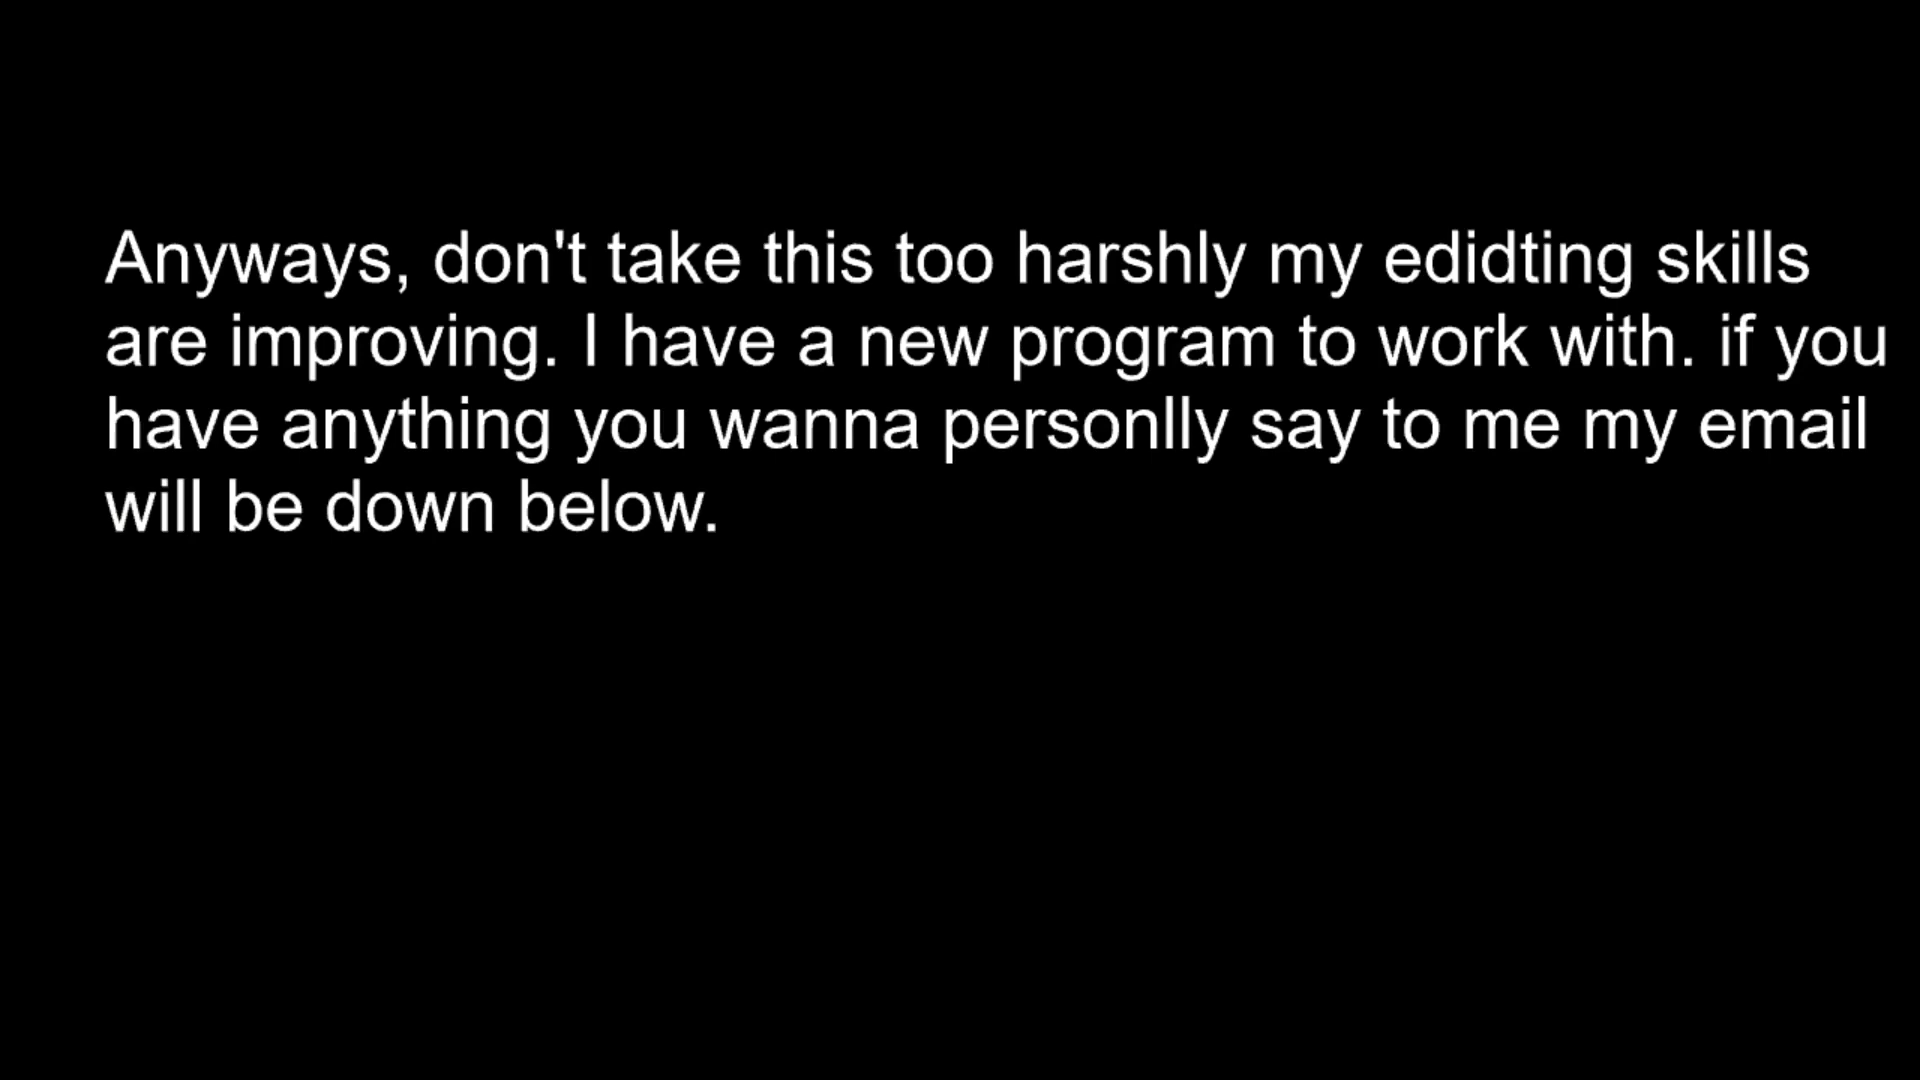 Anyways, don't take this too harshly my edidting skills
are improving. I have a new program to work with. if you
have anything you wanna personlly say to me my email
will be down below.